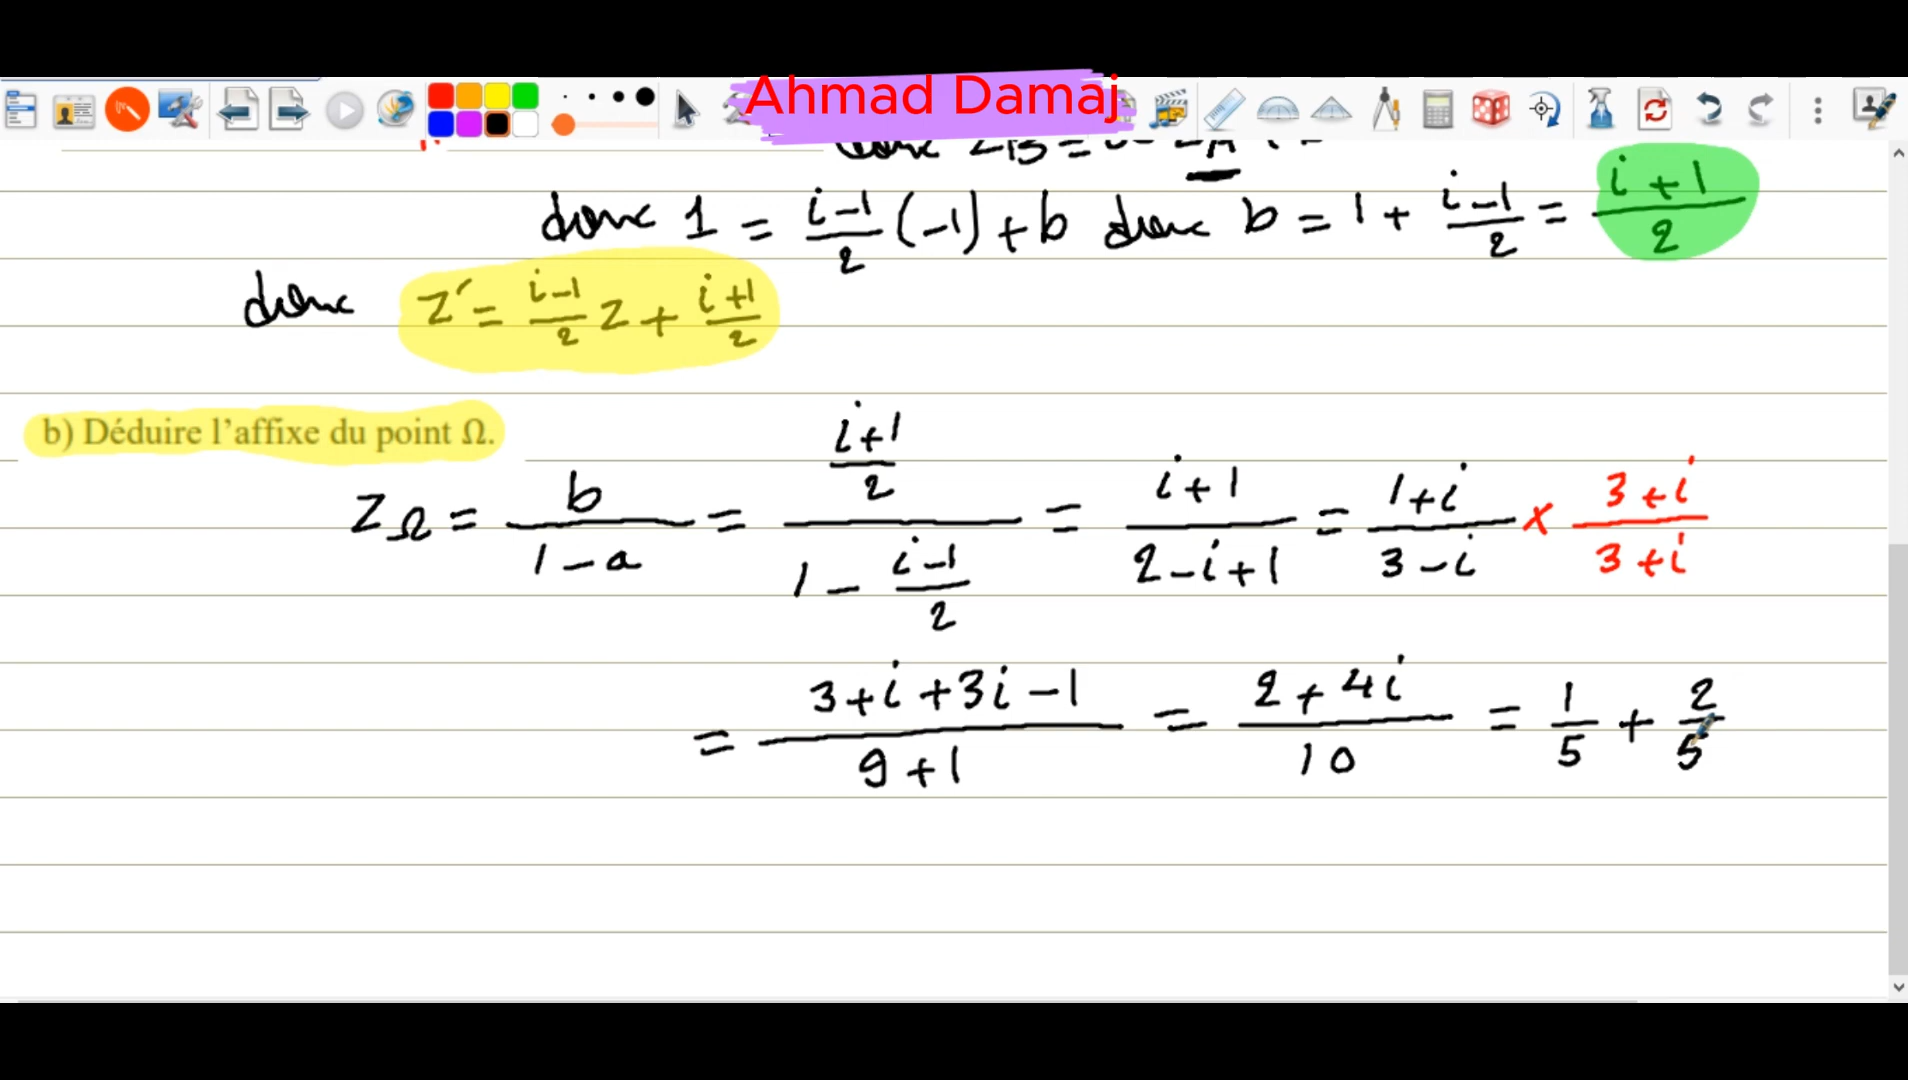 Ahmad Damaj
donc 1 = (i-1)/2 (-1) + b donc b = 1 + (i-1)/2 = (i+1)/2
donc z' = (i-1)/2 z + (i+1)/2
b) Déduire l'affixe du point Ω.
zΩ = b/(1-a) = ((i+1)/2)/(1 - (i-1)/2) = (i+1)/(2-i+1) = (1+i)/(3-i) × (3+i)/(3+i)
= (3+i+3i-1)/(9+1) = (2+4i)/10 = 1/5 + 2/5